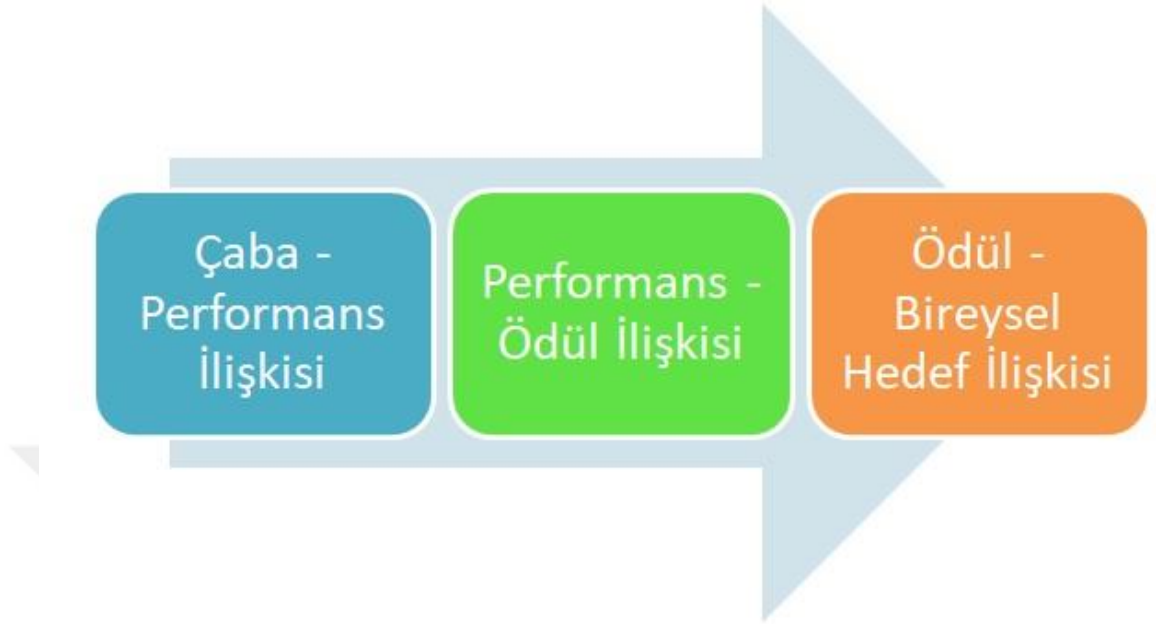 Çaba -
Performans
İlişkisi
Performans -
Ödül İlişkisi
Ödül -
Bireysel
Hedef İlişkisi